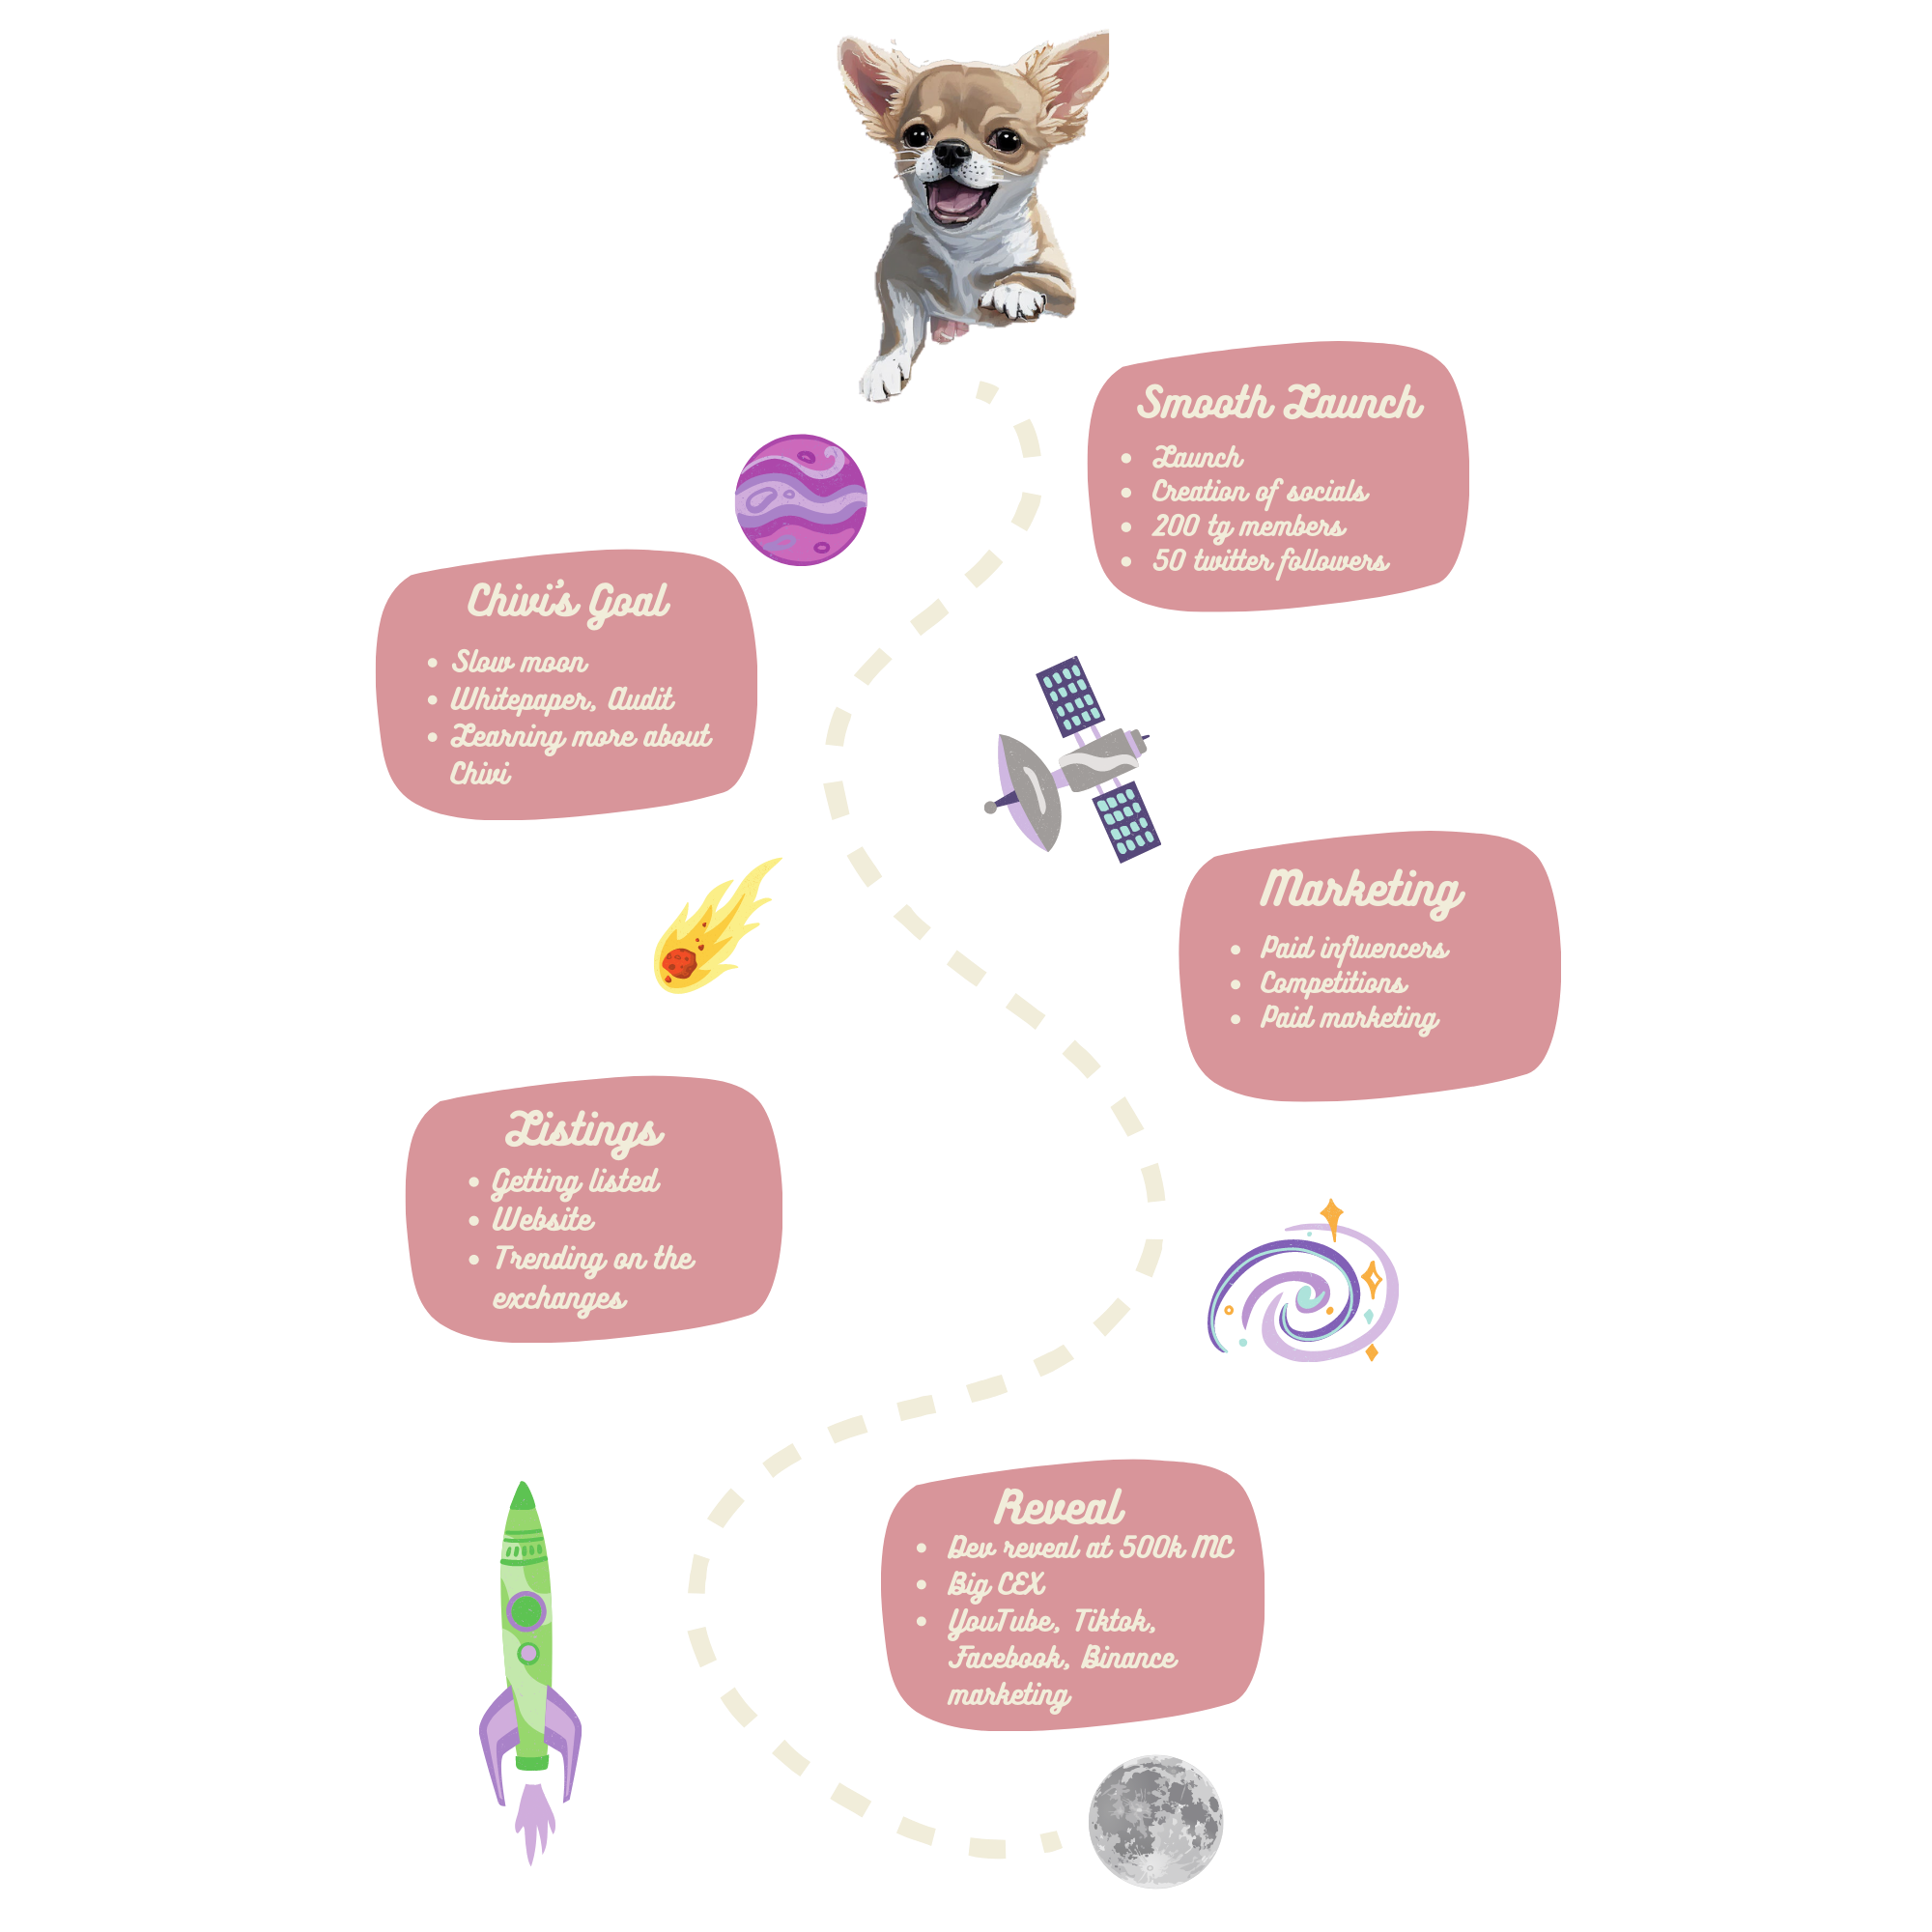 Smooth Launch
Launch
Creation of socials
200 tg members
50 twitter followers
Chivi's Goal
Slow moon
Whitepaper, Audit
Learning more about
Chivi
Marketing
Paid influencers
Competitions
Paid marketing
Listings
Getting listed
Website
Trending on the
exchanges
Reveal
Dev reveal at 500k MC
Big CEX
YouTube, Tiktok,
Facebook, Binance
marketing